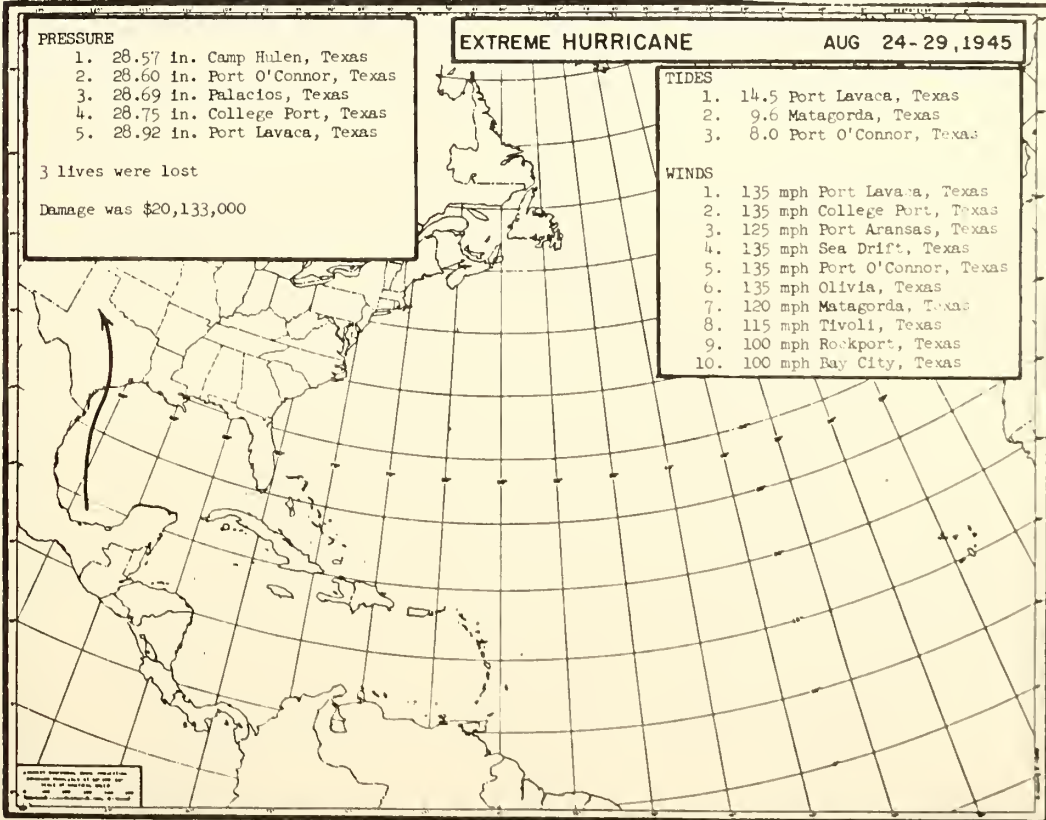 EXTREME HURRICANE AUG 24-29, 1945
PRESSURE
1. 28.57 in. Camp Hulen, Texas
2. 28.60 in. Port O'Connor, Texas
3. 28.69 in. Palacios, Texas
4. 28.75 in. College Port, Texas
5. 28.92 in. Port Lavaca, Texas
3 lives were lost
Damage was $20,133,000
TIDES
1. 14.5 Port Lavaca, Texas
2. 9.6 Matagorda, Texas
3. 8.0 Port O'Connor, Texas
WINDS
1. 135 mph Port Lavaca, Texas
2. 135 mph College Port, Texas
3. 125 mph Port Aransas, Texas
4. 135 mph Sea Drift, Texas
5. 135 mph Port O'Connor, Texas
6. 135 mph Olivia, Texas
7. 120 mph Matagorda, Texas
8. 115 mph Tivoli, Texas
9. 100 mph Rockport, Texas
10. 100 mph Bay City, Texas